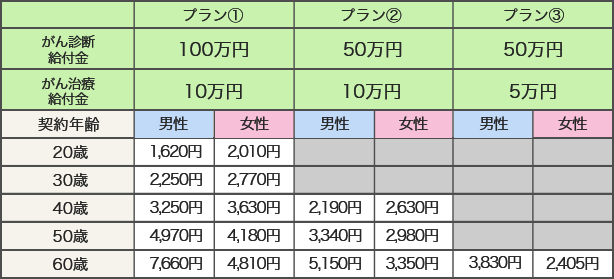 プラン① プラン② プラン③
がん診断
給付金 100万円 50万円 50万円
がん治療
給付金 10万円 10万円 5万円
契約年齢 男性 女性 男性 女性 男性 女性
20歳 1,620円 2,010円
30歳 2,250円 2,770円
40歳 3,250円 3,630円 2,190円 2,630円
50歳 4,970円 4,180円 3,340円 2,980円
60歳 7,660円 4,810円 5,150円 3,350円 3,830円 2,405円